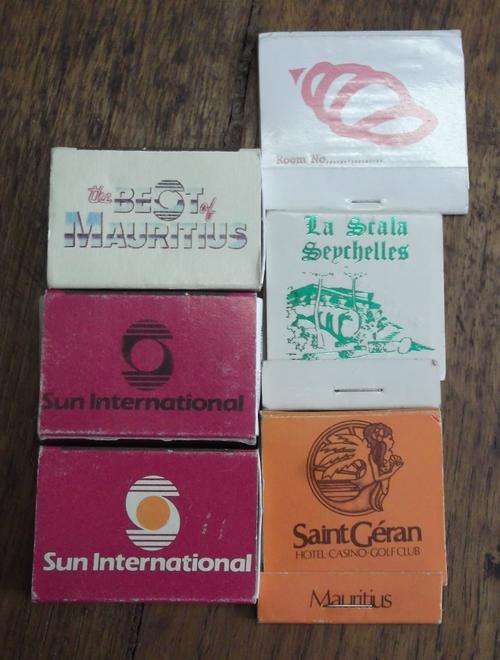 the BEST of
MAURITIUS
Sun International
Sun International
Room No................
La Scala
Seychelles
Saint Géran
HOTEL·CASINO·GOLF CLUB
Mauritius